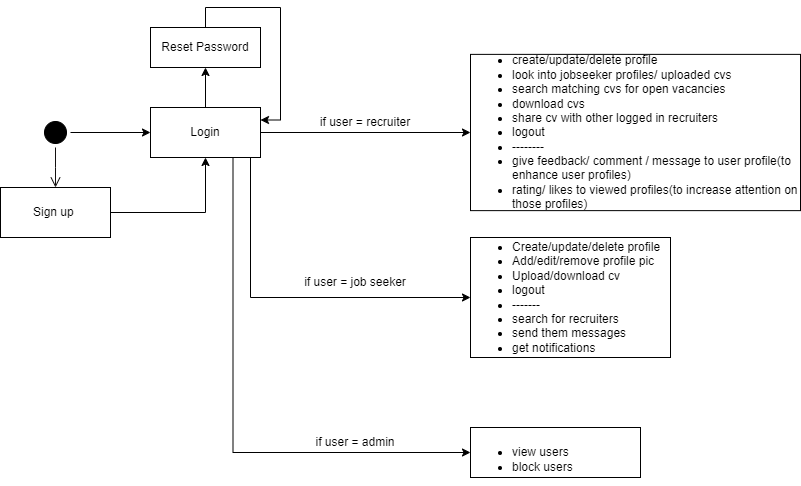 Reset Password
Login
Sign up
if user = recruiter
create/update/delete profile
look into jobseeker profiles/ uploaded cvs
search matching cvs for open vacancies
download cvs
share cv with other logged in recruiters
logout
--------
give feedback/ comment / message to user profile(to
enhance user profiles)
rating/ likes to viewed profiles(to increase attention on
those profiles)
if user = job seeker
Create/update/delete profile
Add/edit/remove profile pic
Upload/download cv
logout
-------
search for recruiters
send them messages
get notifications
if user = admin
view users
block users